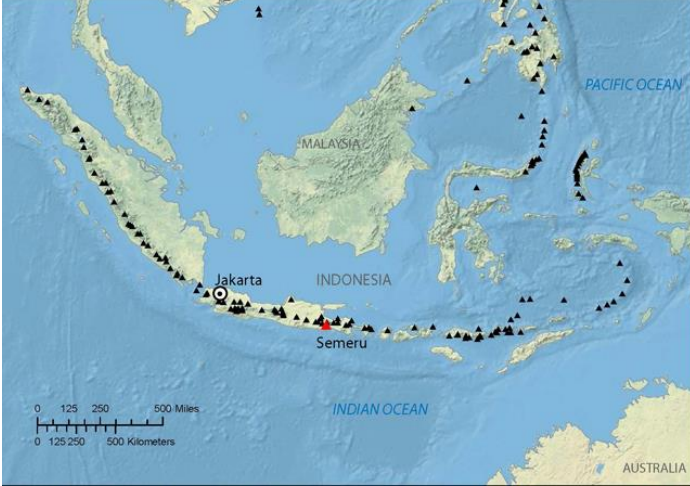 PACIFIC OCEAN
MALAYSIA
Jakarta
INDONESIA
Semeru
INDIAN OCEAN
0 125 250 500 Miles
0 125 250 500 Kilometers
AUSTRALIA